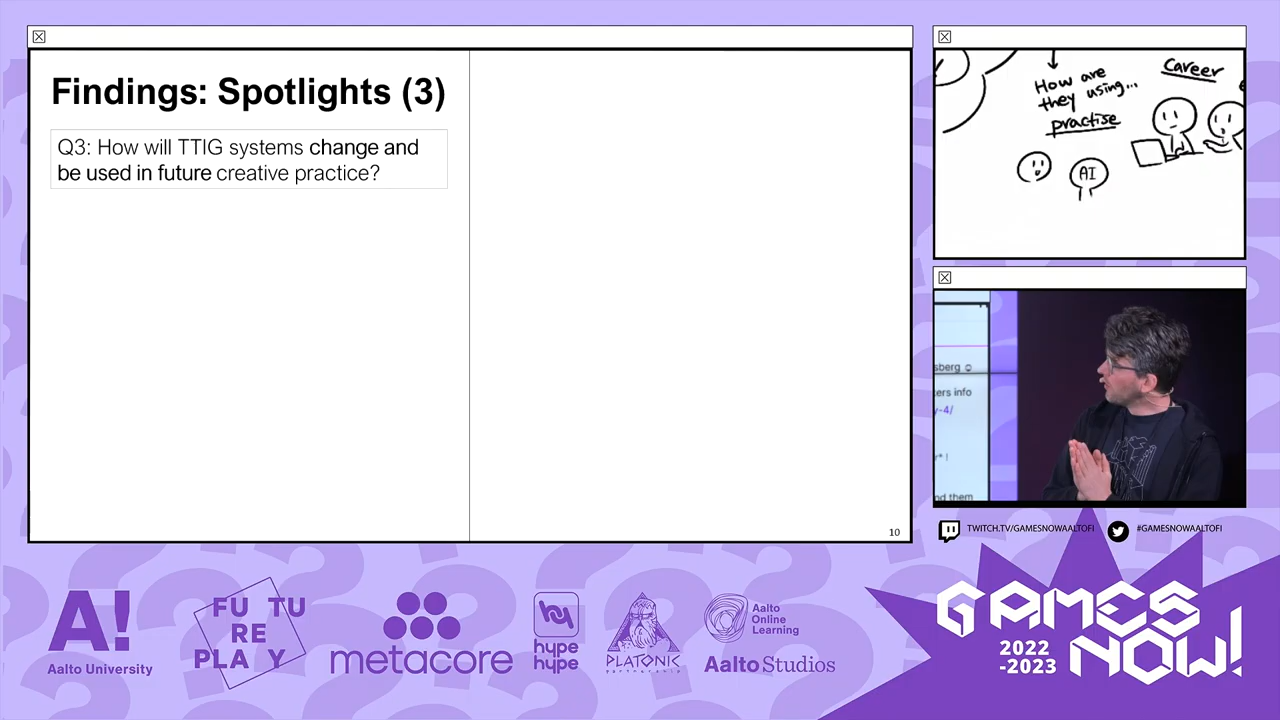 Findings: Spotlights (3)
Q3: How will TTIG systems change and
be used in future creative practice?
10
How are
they using...
practise
Career
AI
sberg ☺
ers info
y-4/
* !
nd them
TWITCH.TV/GAMESNOWAALTOFI
#GAMESNOWAALTOFI
A!
Aalto University
FU TU
RE
PLA Y
metacore
hype
hype
PLATONIC
partnership
Aalto
Online
Learning
Aalto Studios
GAMES
NOW!
2022
-2023